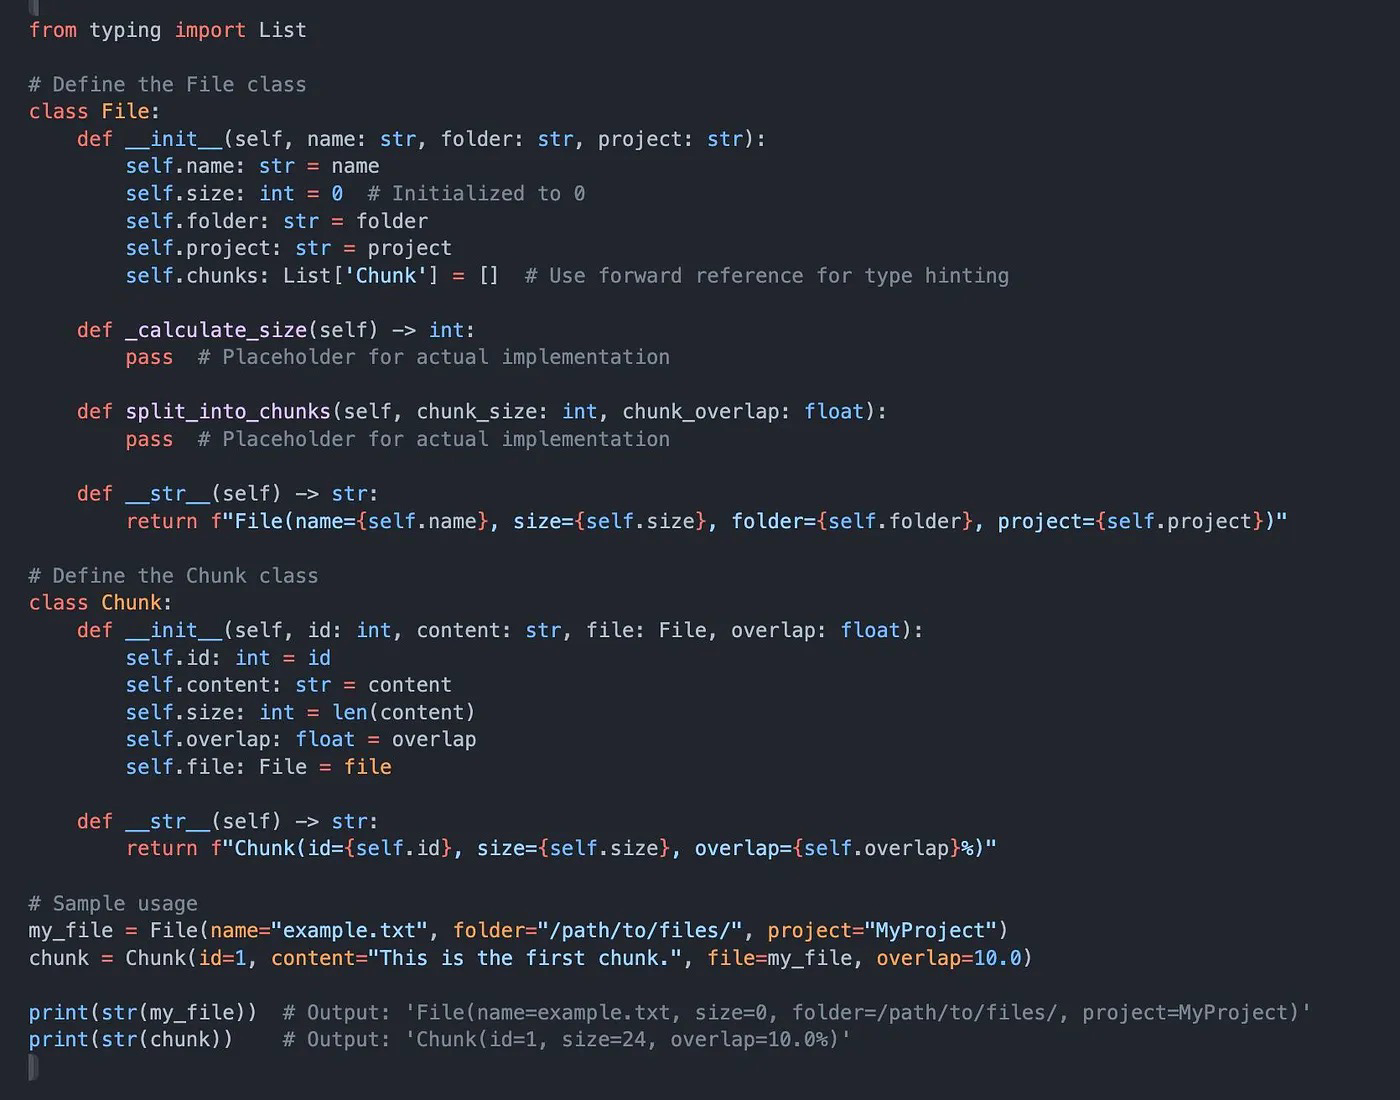 from typing import List

# Define the File class
class File:
    def __init__(self, name: str, folder: str, project: str):
        self.name: str = name
        self.size: int = 0  # Initialized to 0
        self.folder: str = folder
        self.project: str = project
        self.chunks: List['Chunk'] = []  # Use forward reference for type hinting

    def _calculate_size(self) -> int:
        pass  # Placeholder for actual implementation

    def split_into_chunks(self, chunk_size: int, chunk_overlap: float):
        pass  # Placeholder for actual implementation

    def __str__(self) -> str:
        return f"File(name={self.name}, size={self.size}, folder={self.folder}, project={self.project})"

# Define the Chunk class
class Chunk:
    def __init__(self, id: int, content: str, file: File, overlap: float):
        self.id: int = id
        self.content: str = content
        self.size: int = len(content)
        self.overlap: float = overlap
        self.file: File = file

    def __str__(self) -> str:
        return f"Chunk(id={self.id}, size={self.size}, overlap={self.overlap}%)"

# Sample usage
my_file = File(name="example.txt", folder="/path/to/files/", project="MyProject")
chunk = Chunk(id=1, content="This is the first chunk.", file=my_file, overlap=10.0)

print(str(my_file))  # Output: 'File(name=example.txt, size=0, folder=/path/to/files/, project=MyProject)'
print(str(chunk))    # Output: 'Chunk(id=1, size=24, overlap=10.0%)'